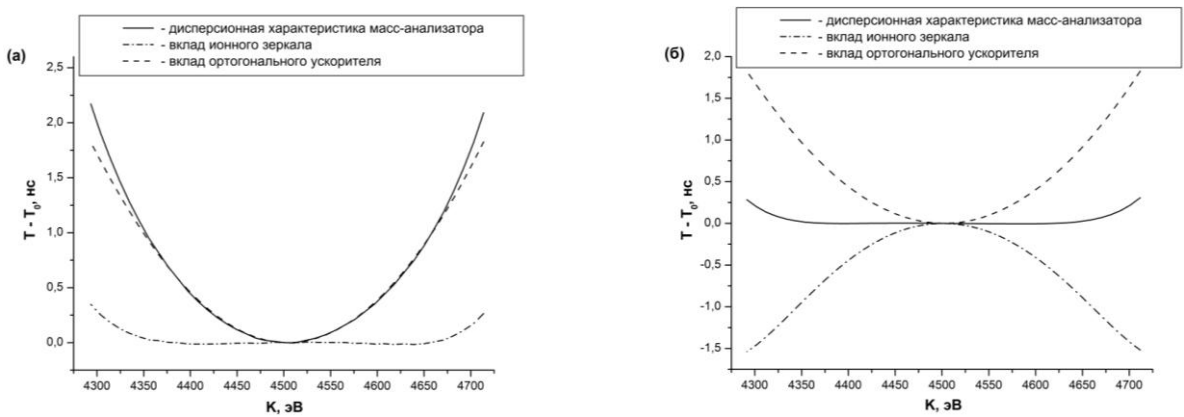 (а)
- дисперсионная характеристика масс-анализатора
- вклад ионного зеркала
- вклад ортогонального ускорителя
2,5
2,0
1,5
1,0
0,5
0,0
T - T₀, нс
4300 4350 4400 4450 4500 4550 4600 4650 4700
K, эВ
(б)
- дисперсионная характеристика масс-анализатора
- вклад ионного зеркала
- вклад ортогонального ускорителя
2,0
1,5
1,0
0,5
0,0
-0,5
-1,0
-1,5
T - T₀, нс
4300 4350 4400 4450 4500 4550 4600 4650 4700
K, эВ